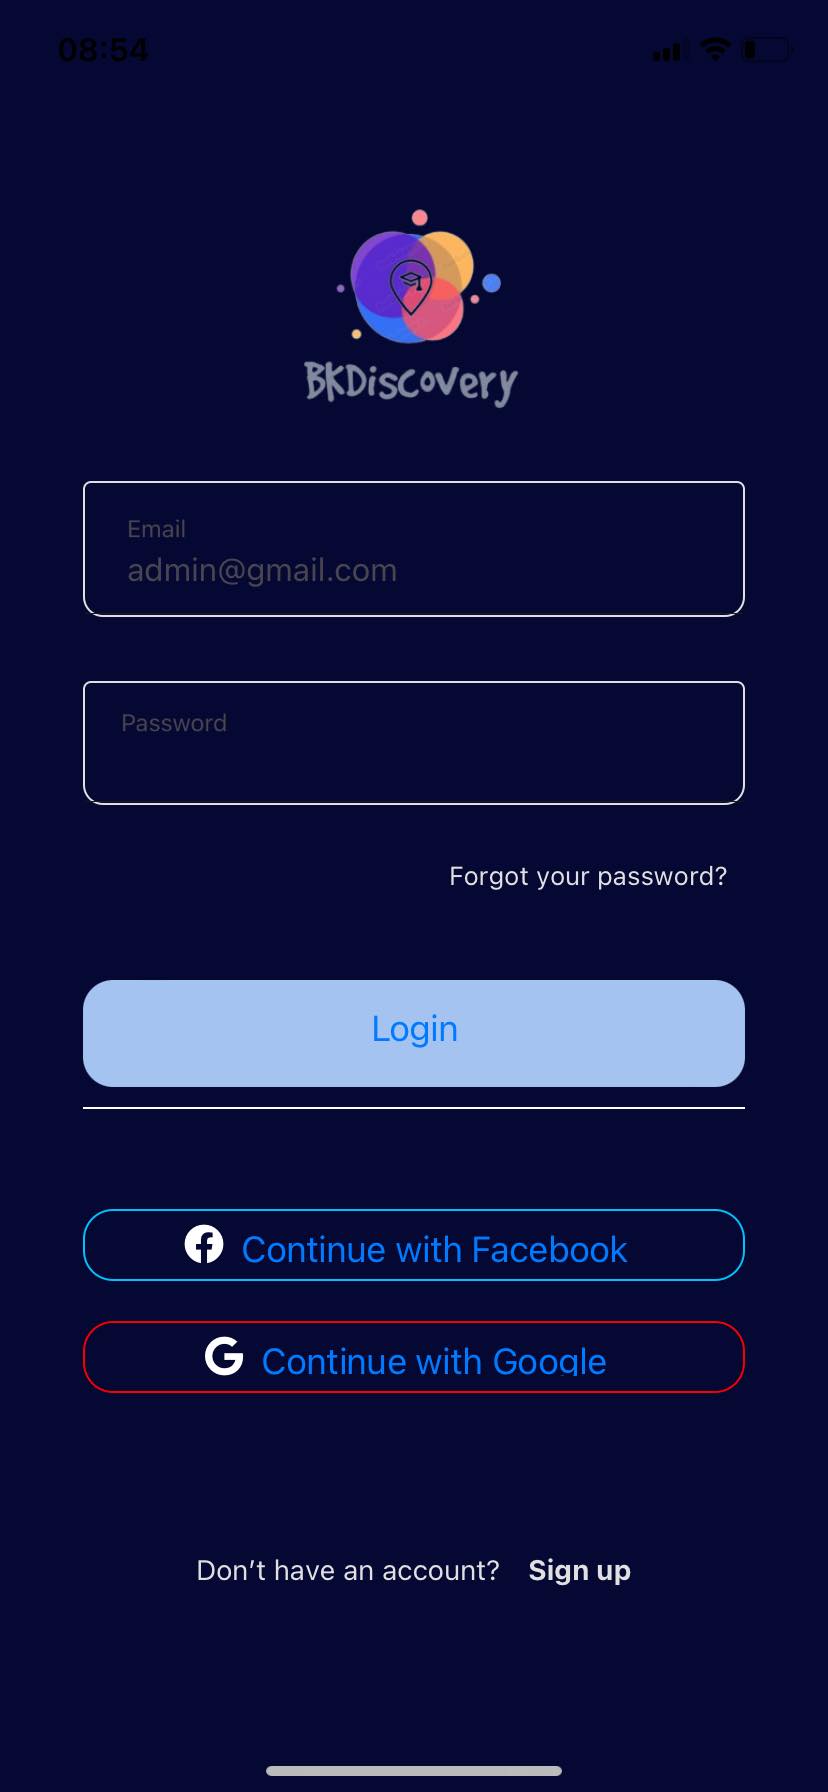 08:54
BKDiscovery
Email
admin@gmail.com
Password
Forgot your password?
Login
Continue with Facebook
Continue with Google
Don’t have an account? Sign up